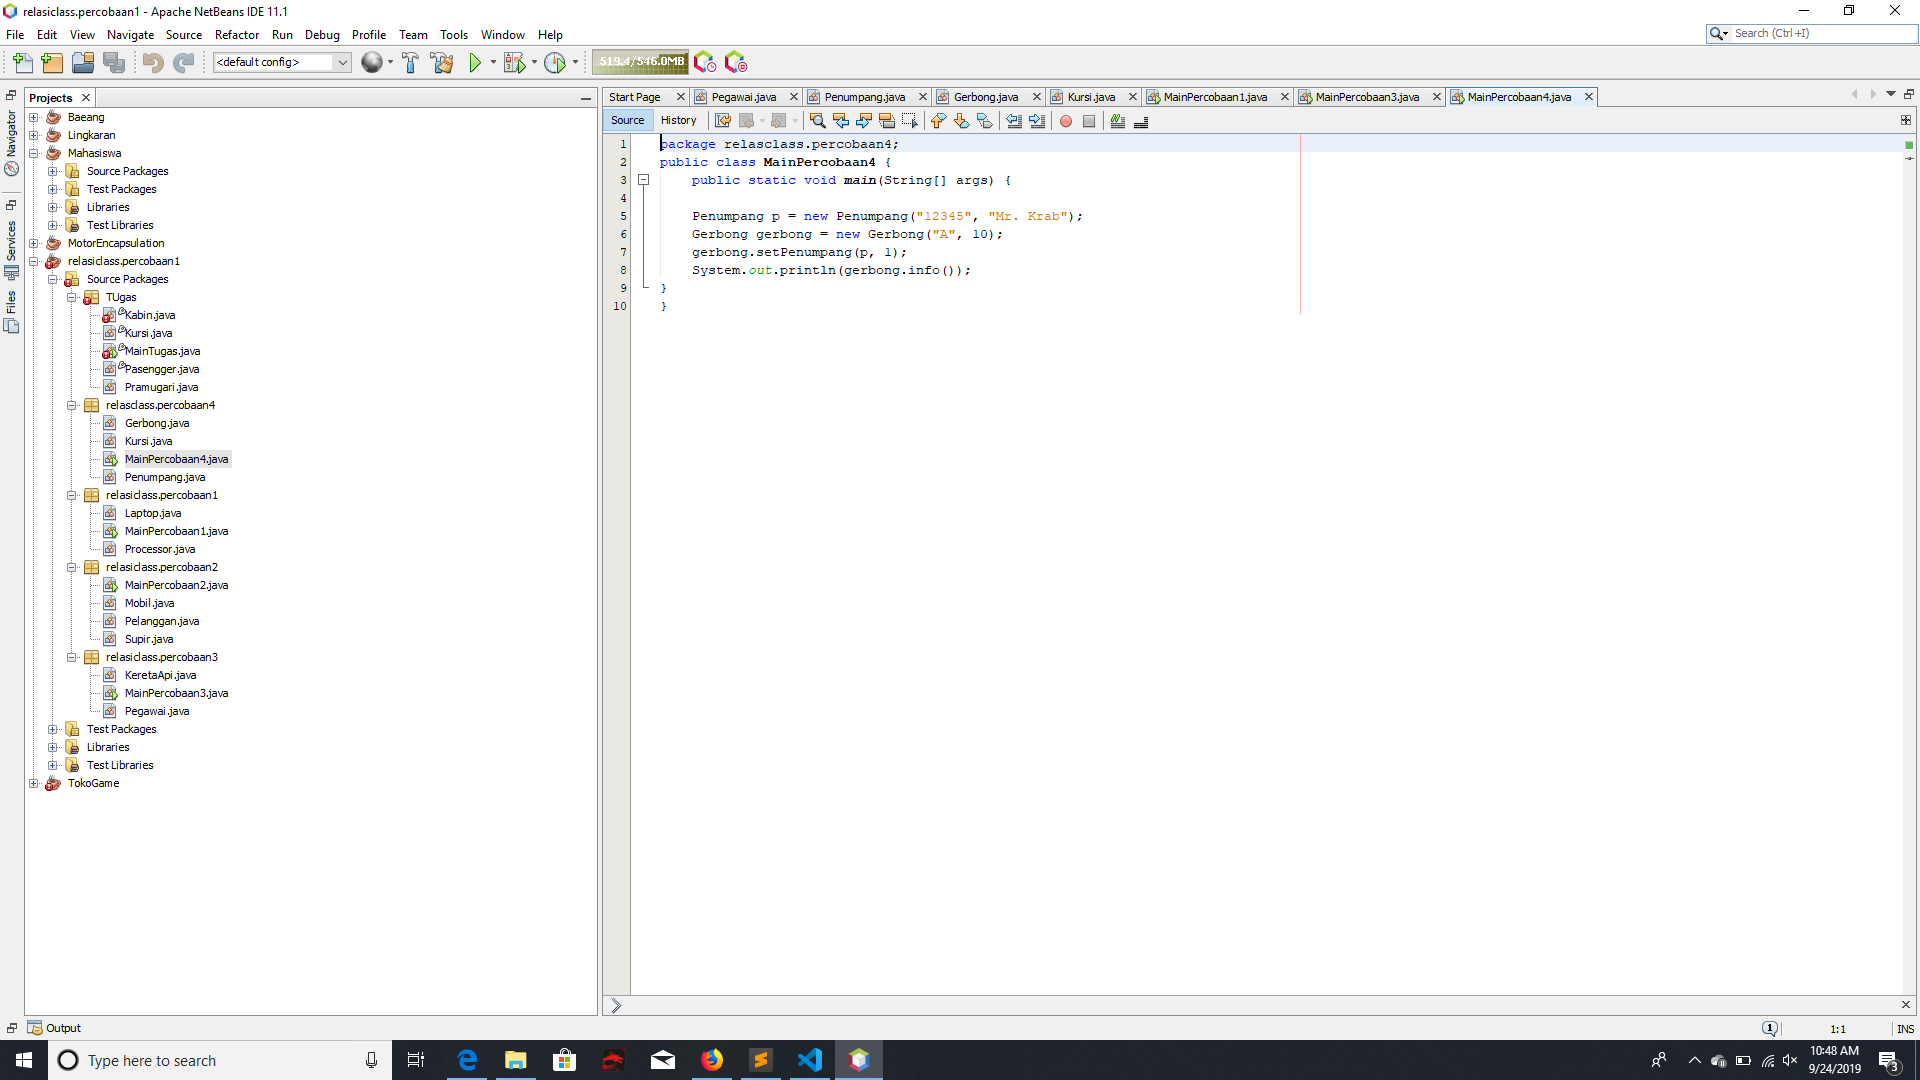 relasiclass.percobaan1 - Apache NetBeans IDE 11.1
File Edit View Navigate Source Refactor Run Debug Profile Team Tools Window Help
Search (Ctrl+I)
<default config>
519.4/546.0MB
Projects
Navigator
Services
Files
Baeang
Lingkaran
Mahasiswa
Source Packages
Test Packages
Libraries
Test Libraries
MotorEncapsulation
relasiclass.percobaan1
Source Packages
TUgas
Kabin.java
Kursi.java
MainTugas.java
Pasengger.java
Pramugari.java
relasclass.percobaan4
Gerbong.java
Kursi.java
MainPercobaan4.java
Penumpang.java
relasiclass.percobaan1
Laptop.java
MainPercobaan1.java
Processor.java
relasiclass.percobaan2
MainPercobaan2.java
Mobil.java
Pelanggan.java
Supir.java
relasiclass.percobaan3
KeretaApi.java
MainPercobaan3.java
Pegawai.java
Test Packages
Libraries
Test Libraries
TokoGame
Start Page Pegawai.java Penumpang.java Gerbong.java Kursi.java MainPercobaan1.java MainPercobaan3.java MainPercobaan4.java
Source History
1 package relasclass.percobaan4;
2 public class MainPercobaan4 {
3 public static void main(String[] args) {
4
5 Penumpang p = new Penumpang("12345", "Mr. Krab");
6 Gerbong gerbong = new Gerbong("A", 10);
7 gerbong.setPenumpang(p, 1);
8 System.out.println(gerbong.info());
9 }
10 }
Output
1
1:1
INS
Type here to search
10:48 AM
9/24/2019
3